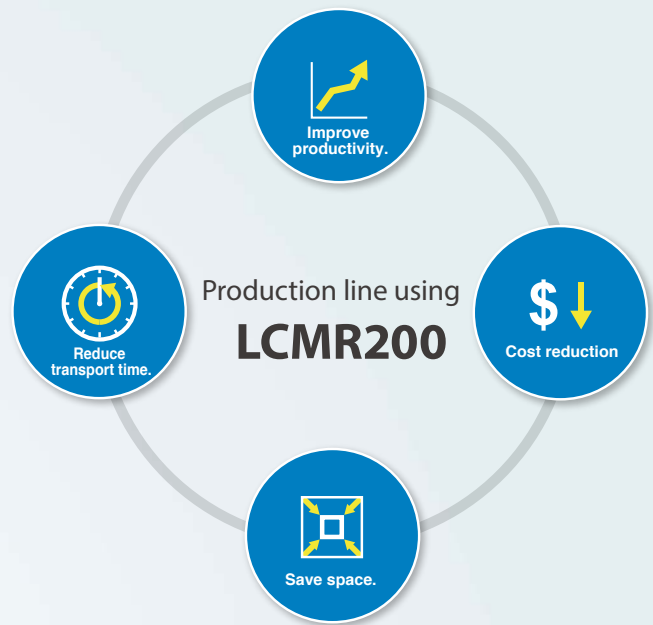 Improve
productivity.
Production line using
LCMR200
Reduce
transport time.
$
Cost reduction
Save space.